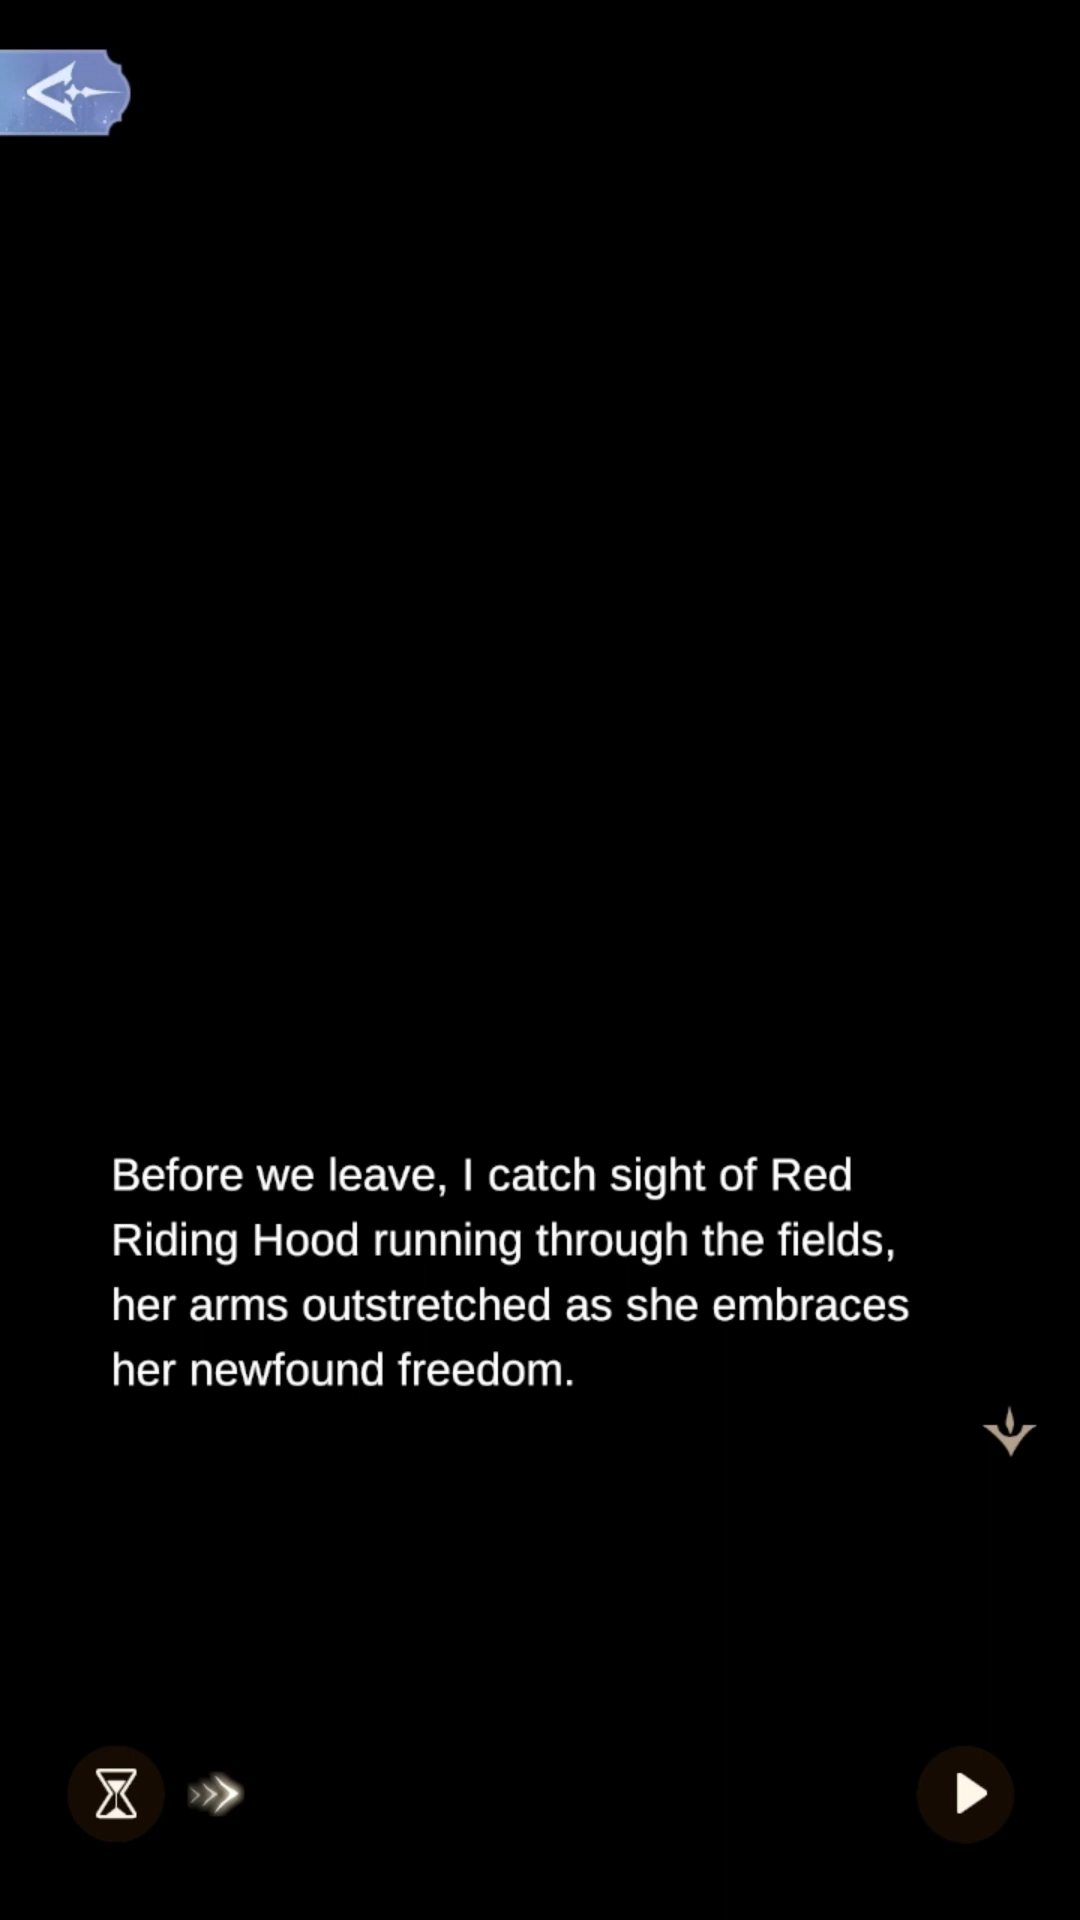 Before we leave, I catch sight of Red
Riding Hood running through the fields,
her arms outstretched as she embraces
her newfound freedom.